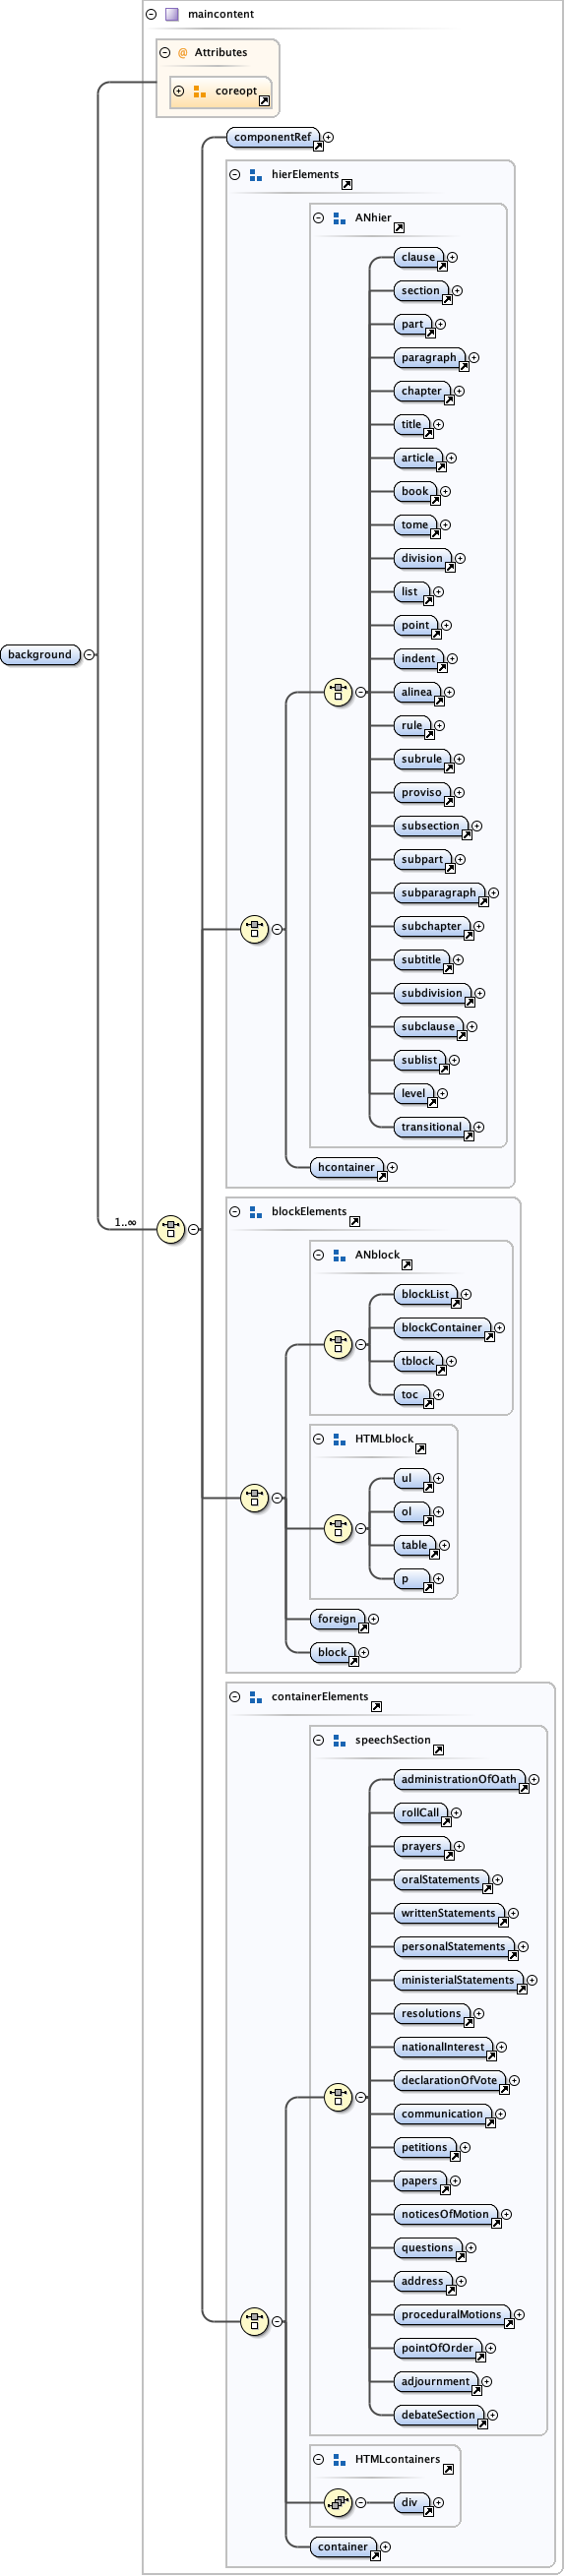 maincontent
@ Attributes
coreopt
componentRef
hierElements
ANhier
clause
section
part
paragraph
chapter
title
article
book
tome
division
list
point
background
indent
alinea
rule
subrule
proviso
subsection
subpart
subparagraph
subchapter
subtitle
subdivision
subclause
sublist
level
transitional
hcontainer
blockElements
1..∞
ANblock
blockList
blockContainer
tblock
toc
HTMLblock
ul
ol
table
p
foreign
block
containerElements
speechSection
administrationOfOath
rollCall
prayers
oralStatements
writtenStatements
personalStatements
ministerialStatements
resolutions
nationalInterest
declarationOfVote
communication
petitions
papers
noticesOfMotion
questions
address
proceduralMotions
pointOfOrder
adjournment
debateSection
HTMLcontainers
div
container